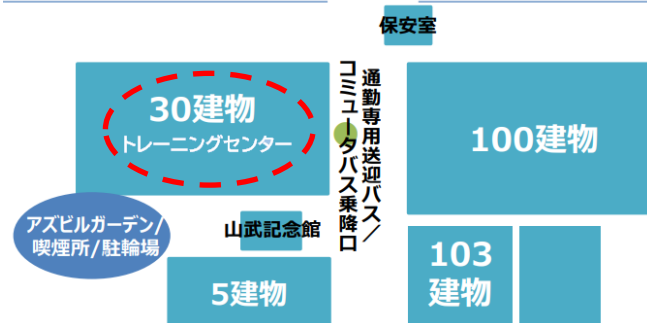 保安室
30建物
トレーニングセンター
通勤専用送迎バス／
コミュータバス乗降口
100建物
アズビルガーデン/
喫煙所/駐輪場
山武記念館
5建物
103
建物